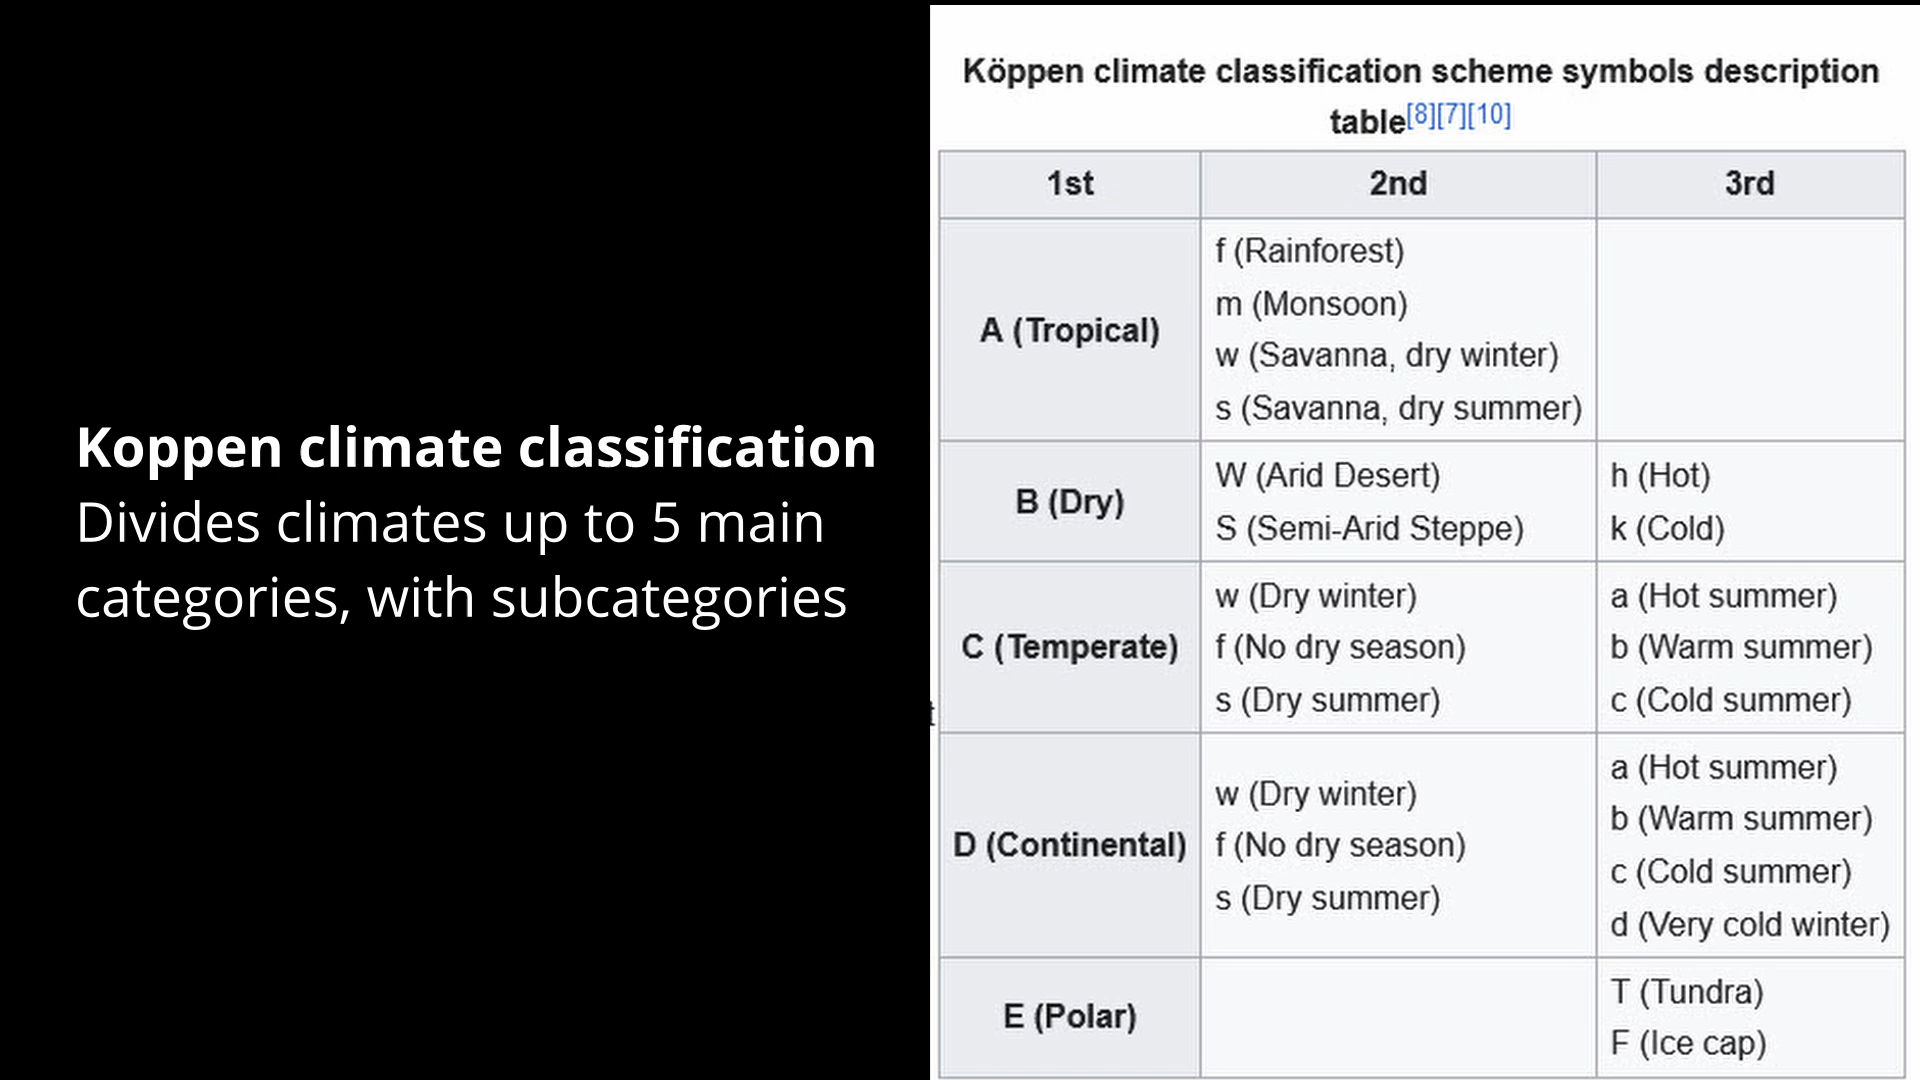 Koppen climate classification
Divides climates up to 5 main
categories, with subcategories
Köppen climate classification scheme symbols description
table[8][7][10]
1st 2nd 3rd
A (Tropical)
f (Rainforest)
m (Monsoon)
w (Savanna, dry winter)
s (Savanna, dry summer)
B (Dry)
W (Arid Desert)
S (Semi-Arid Steppe)
h (Hot)
k (Cold)
C (Temperate)
w (Dry winter)
f (No dry season)
s (Dry summer)
a (Hot summer)
b (Warm summer)
c (Cold summer)
D (Continental)
w (Dry winter)
f (No dry season)
s (Dry summer)
a (Hot summer)
b (Warm summer)
c (Cold summer)
d (Very cold winter)
E (Polar)
T (Tundra)
F (Ice cap)